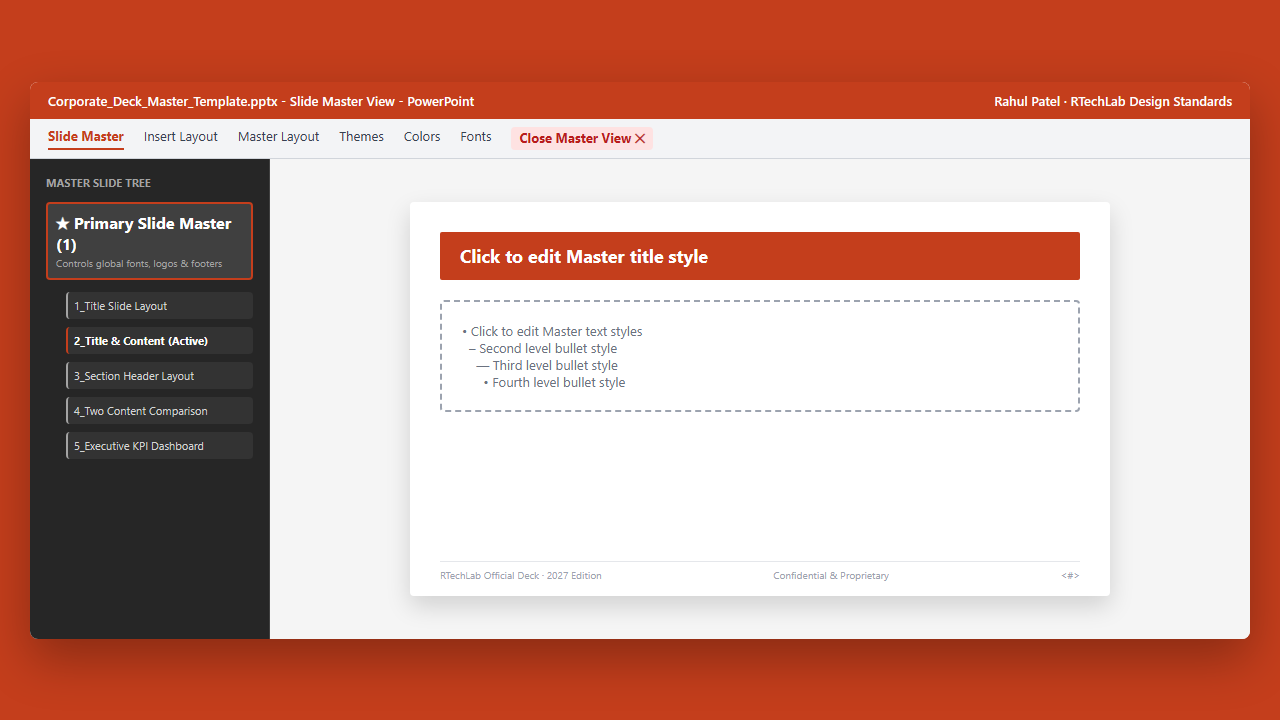 Corporate_Deck_Master_Template.pptx - Slide Master View - PowerPoint
Rahul Patel · RTechLab Design Standards
Slide Master Insert Layout Master Layout Themes Colors Fonts Close Master View ✕
MASTER SLIDE TREE
★ Primary Slide Master
(1)
Controls global fonts, logos & footers
1_Title Slide Layout
2_Title & Content (Active)
3_Section Header Layout
4_Two Content Comparison
5_Executive KPI Dashboard
Click to edit Master title style
• Click to edit Master text styles
– Second level bullet style
— Third level bullet style
• Fourth level bullet style
RTechLab Official Deck · 2027 Edition
Confidential & Proprietary
<#>